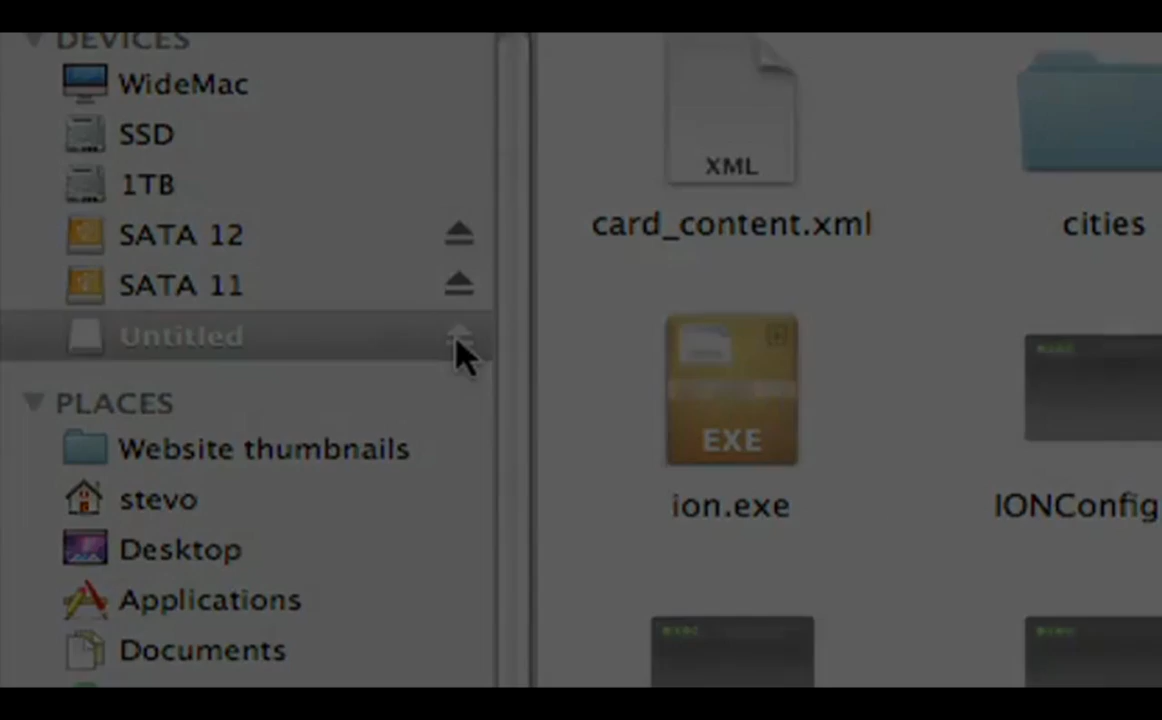 DEVICES
WideMac
SSD
1TB
SATA 12
SATA 11
Untitled
PLACES
Website thumbnails
stevo
Desktop
Applications
Documents
XML
card_content.xml
cities
EXE
ion.exe
IONConfig